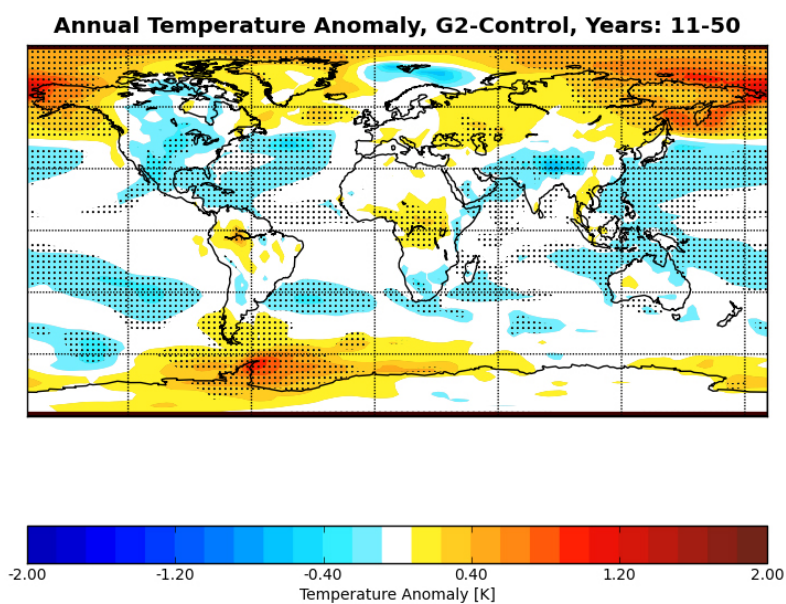 Annual Temperature Anomaly, G2-Control, Years: 11-50
-2.00 -1.20 -0.40 0.40 1.20 2.00
Temperature Anomaly [K]